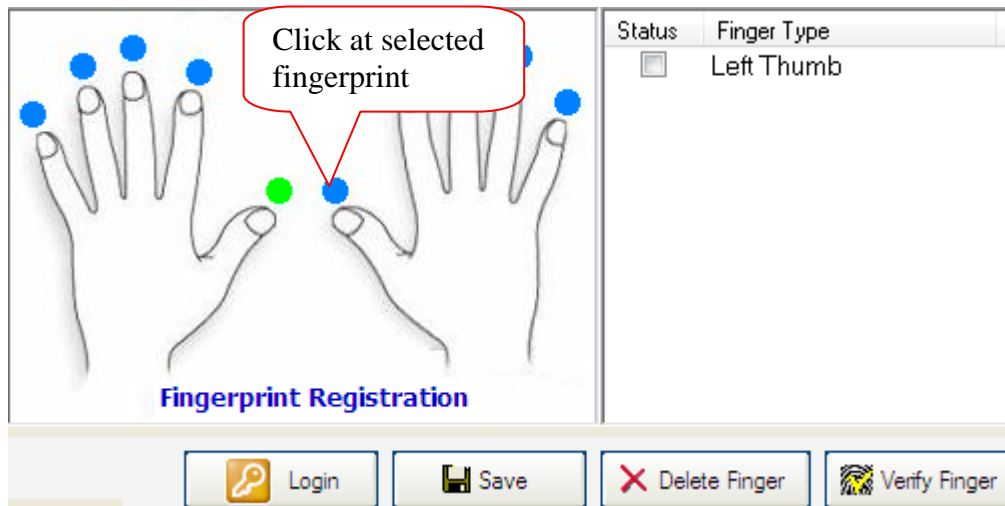 Click at selected
fingerprint
Status Finger Type
Left Thumb
Fingerprint Registration
Login Save Delete Finger Verify Finger